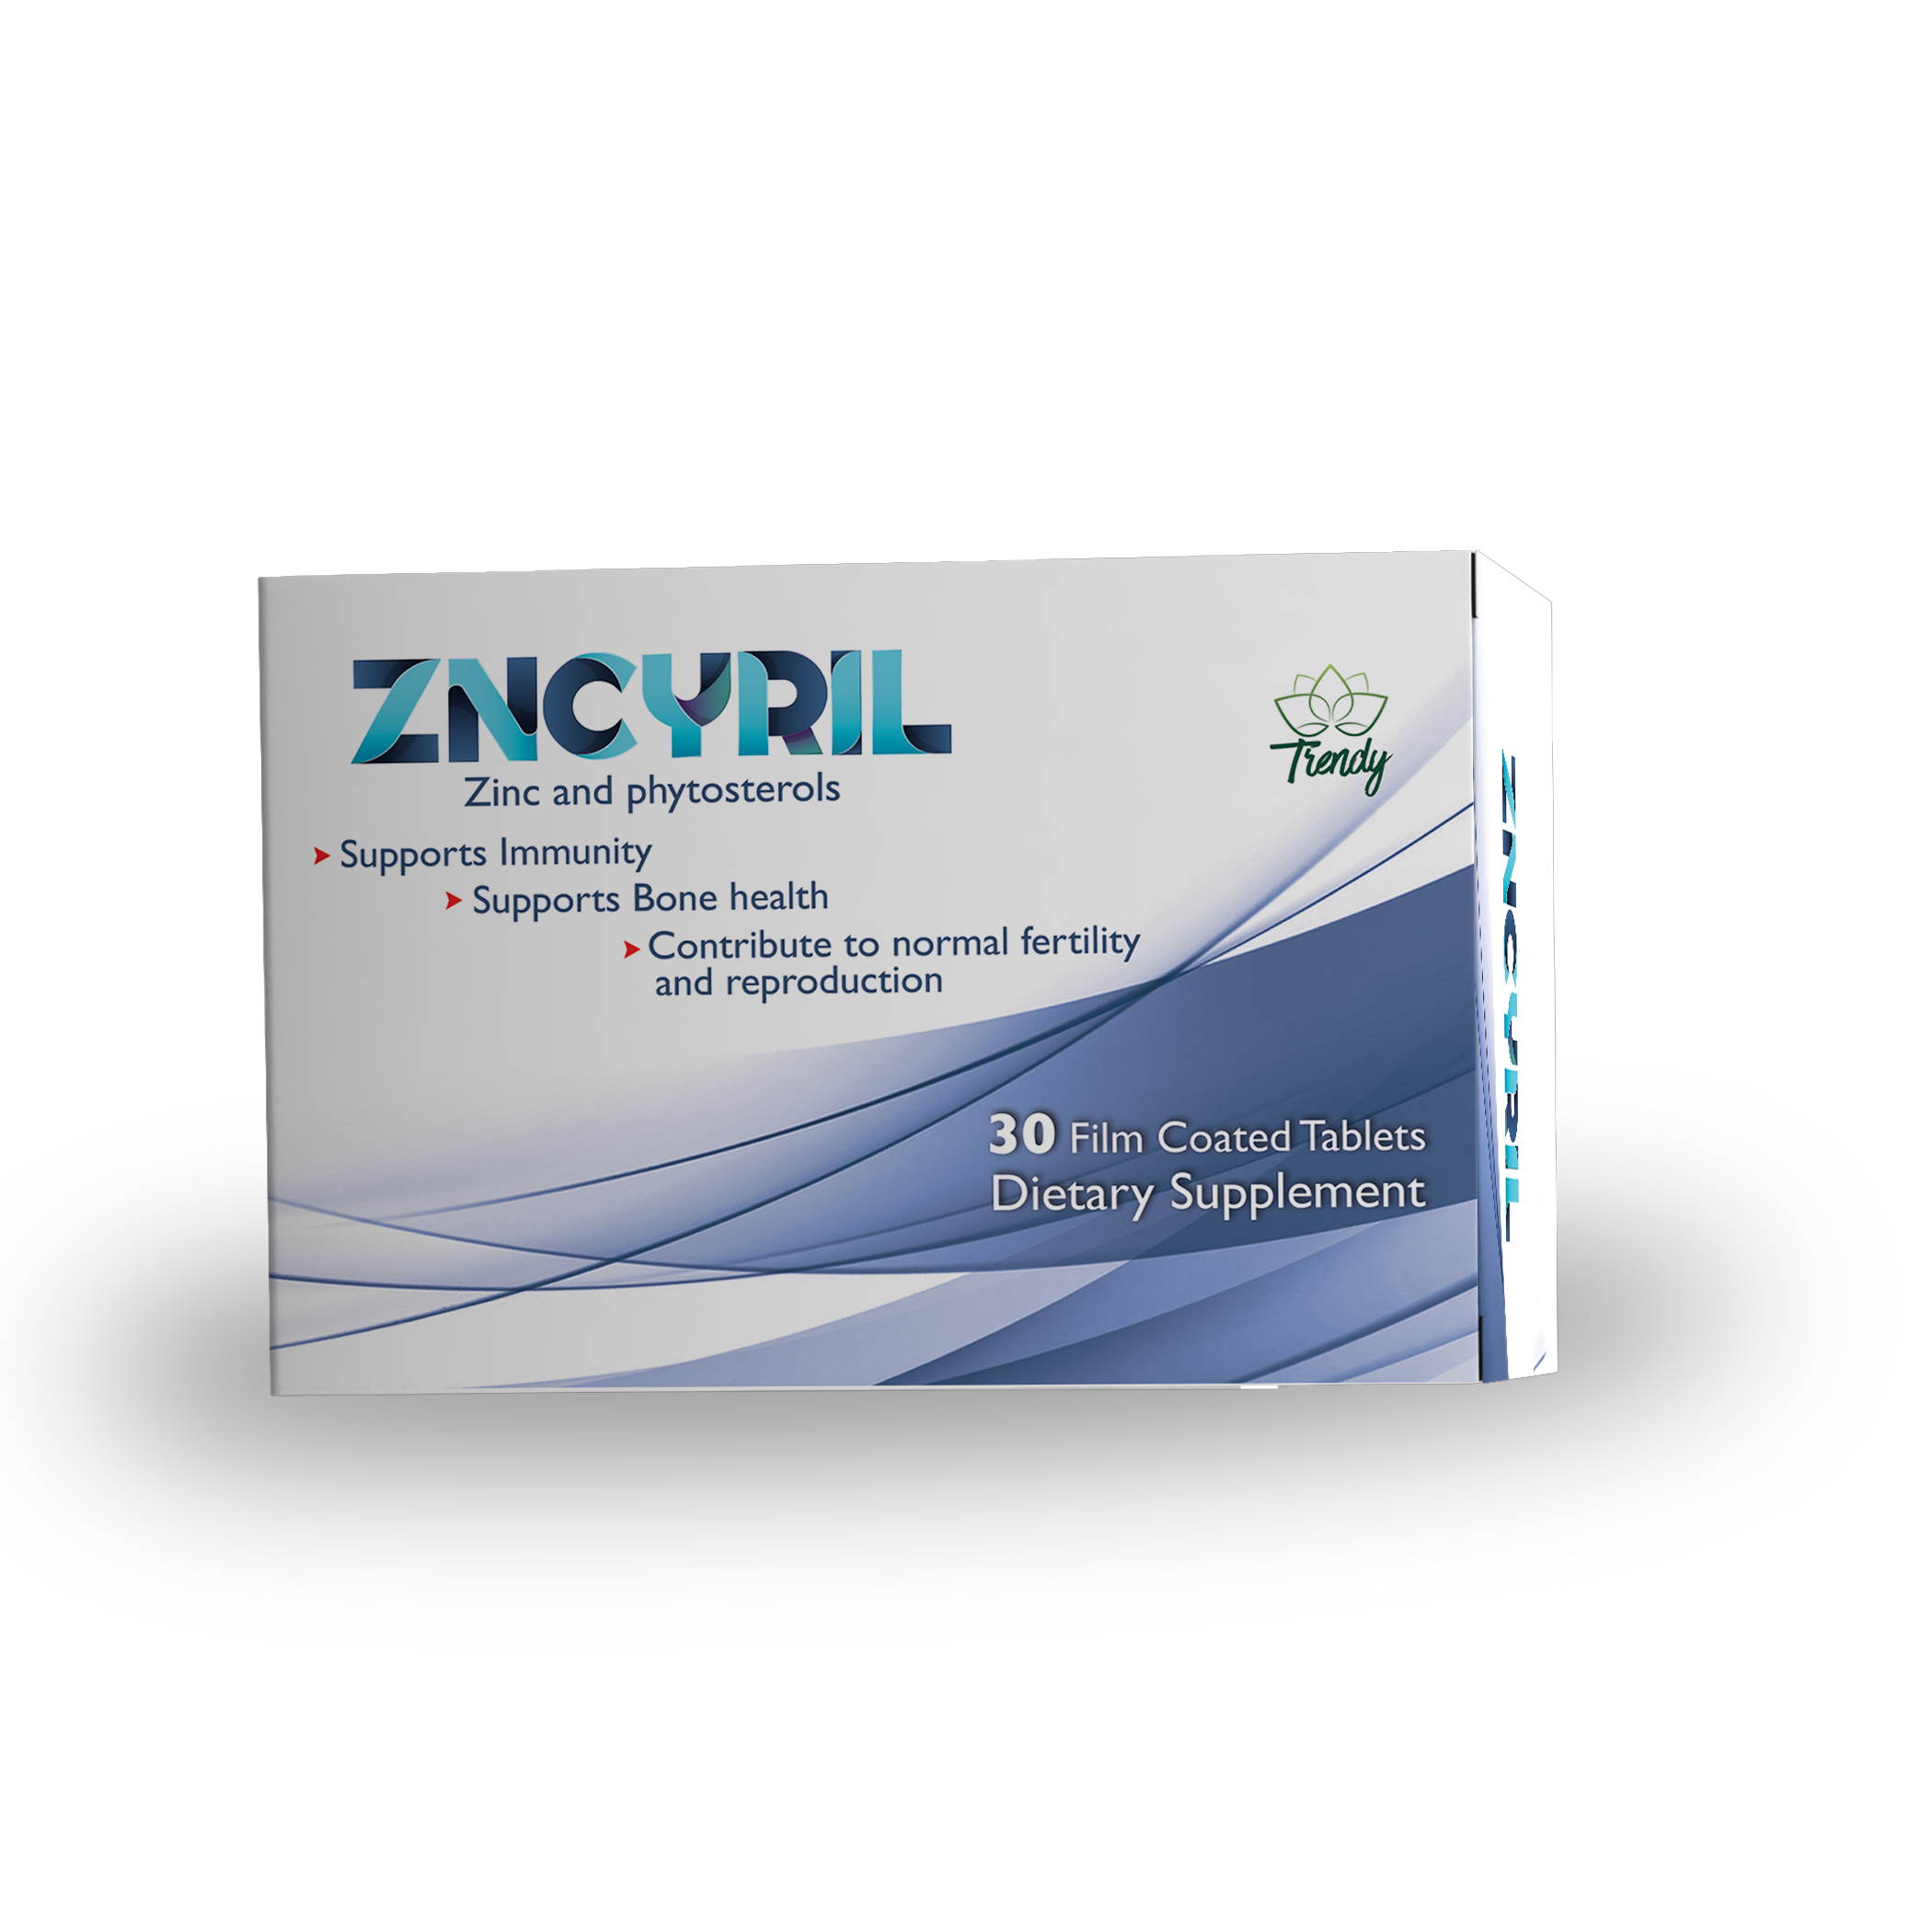 ZNCYRIL
Zinc and phytosterols
Supports Immunity
Supports Bone health
Contribute to normal fertility
and reproduction
Trendy
30 Film Coated Tablets
Dietary Supplement
ZNCYRIL